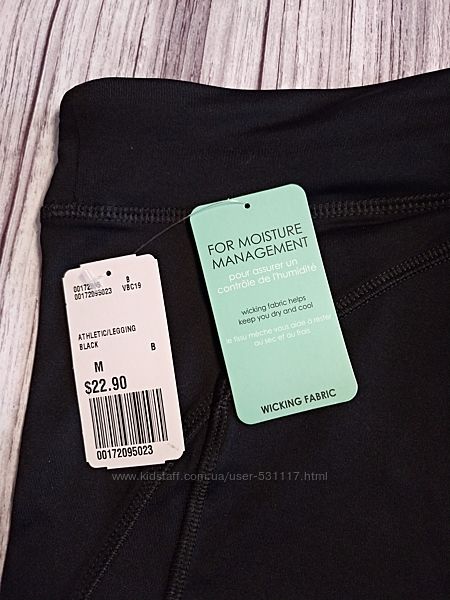 B
00172095023 VBC19
ATHLETIC/LEGGING
BLACK
B
M
$22.90
00172095023
FOR MOISTURE
MANAGEMENT
pour assurer un
contrôle de l'humidité
wicking fabric helps
keep you dry and cool
le tissu mèche vous aide à rester
au sec et au frais
WICKING FABRIC
www.kidstaff.com.ua/user-531117.html